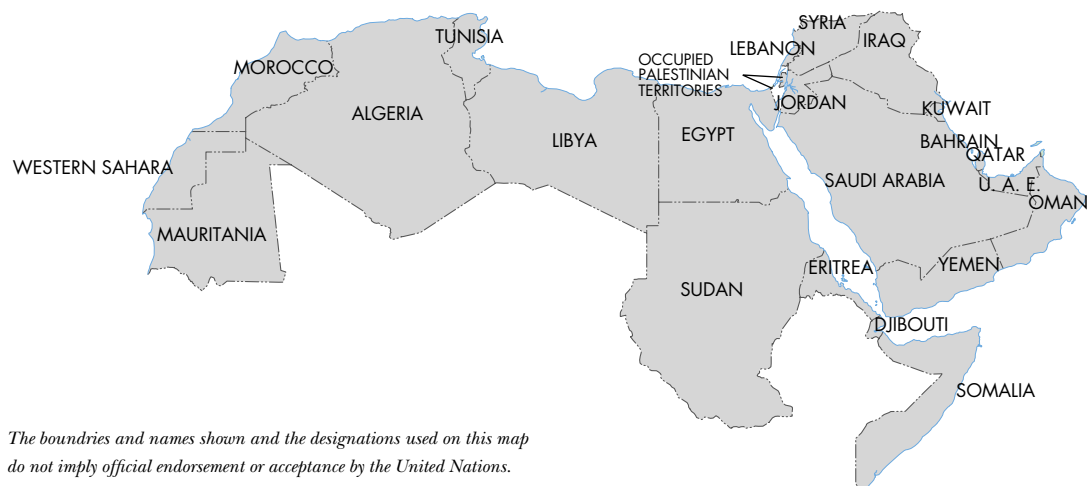 SYRIA
TUNISIA
LEBANON
IRAQ
MOROCCO
OCCUPIED
PALESTINIAN
TERRITORIES
JORDAN
ALGERIA
KUWAIT
LIBYA
EGYPT
BAHRAIN
QATAR
WESTERN SAHARA
SAUDI ARABIA
U. A. E.
OMAN
MAURITANIA
ERITREA
YEMEN
SUDAN
DJIBOUTI
SOMALIA
The boundries and names shown and the designations used on this map
do not imply official endorsement or acceptance by the United Nations.